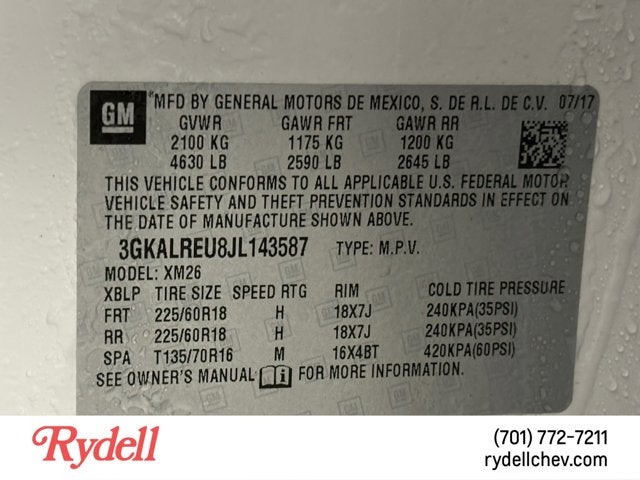 GM *MFD BY GENERAL MOTORS DE MEXICO, S. DE R.L. DE C.V. 07/17
GVWR GAWR FRT GAWR RR
2100 KG 1175 KG 1200 KG
4630 LB 2590 LB 2645 LB
THIS VEHICLE CONFORMS TO ALL APPLICABLE U.S. FEDERAL MOTOR
VEHICLE SAFETY AND THEFT PREVENTION STANDARDS IN EFFECT ON
THE DATE OF MANUFACTURE SHOWN ABOVE.
3GKALREU8JL143587 TYPE: M.P.V.
MODEL: XM26
XBLP TIRE SIZE SPEED RTG RIM COLD TIRE PRESSURE
FRT 225/60R18 H 18X7J 240KPA(35PSI)
RR 225/60R18 H 18X7J 240KPA(35PSI)
SPA T135/70R16 M 16X4BT 420KPA(60PSI)
SEE OWNER'S MANUAL FOR MORE INFORMATION.
Rydell
(701) 772-7211
rydellchev.com